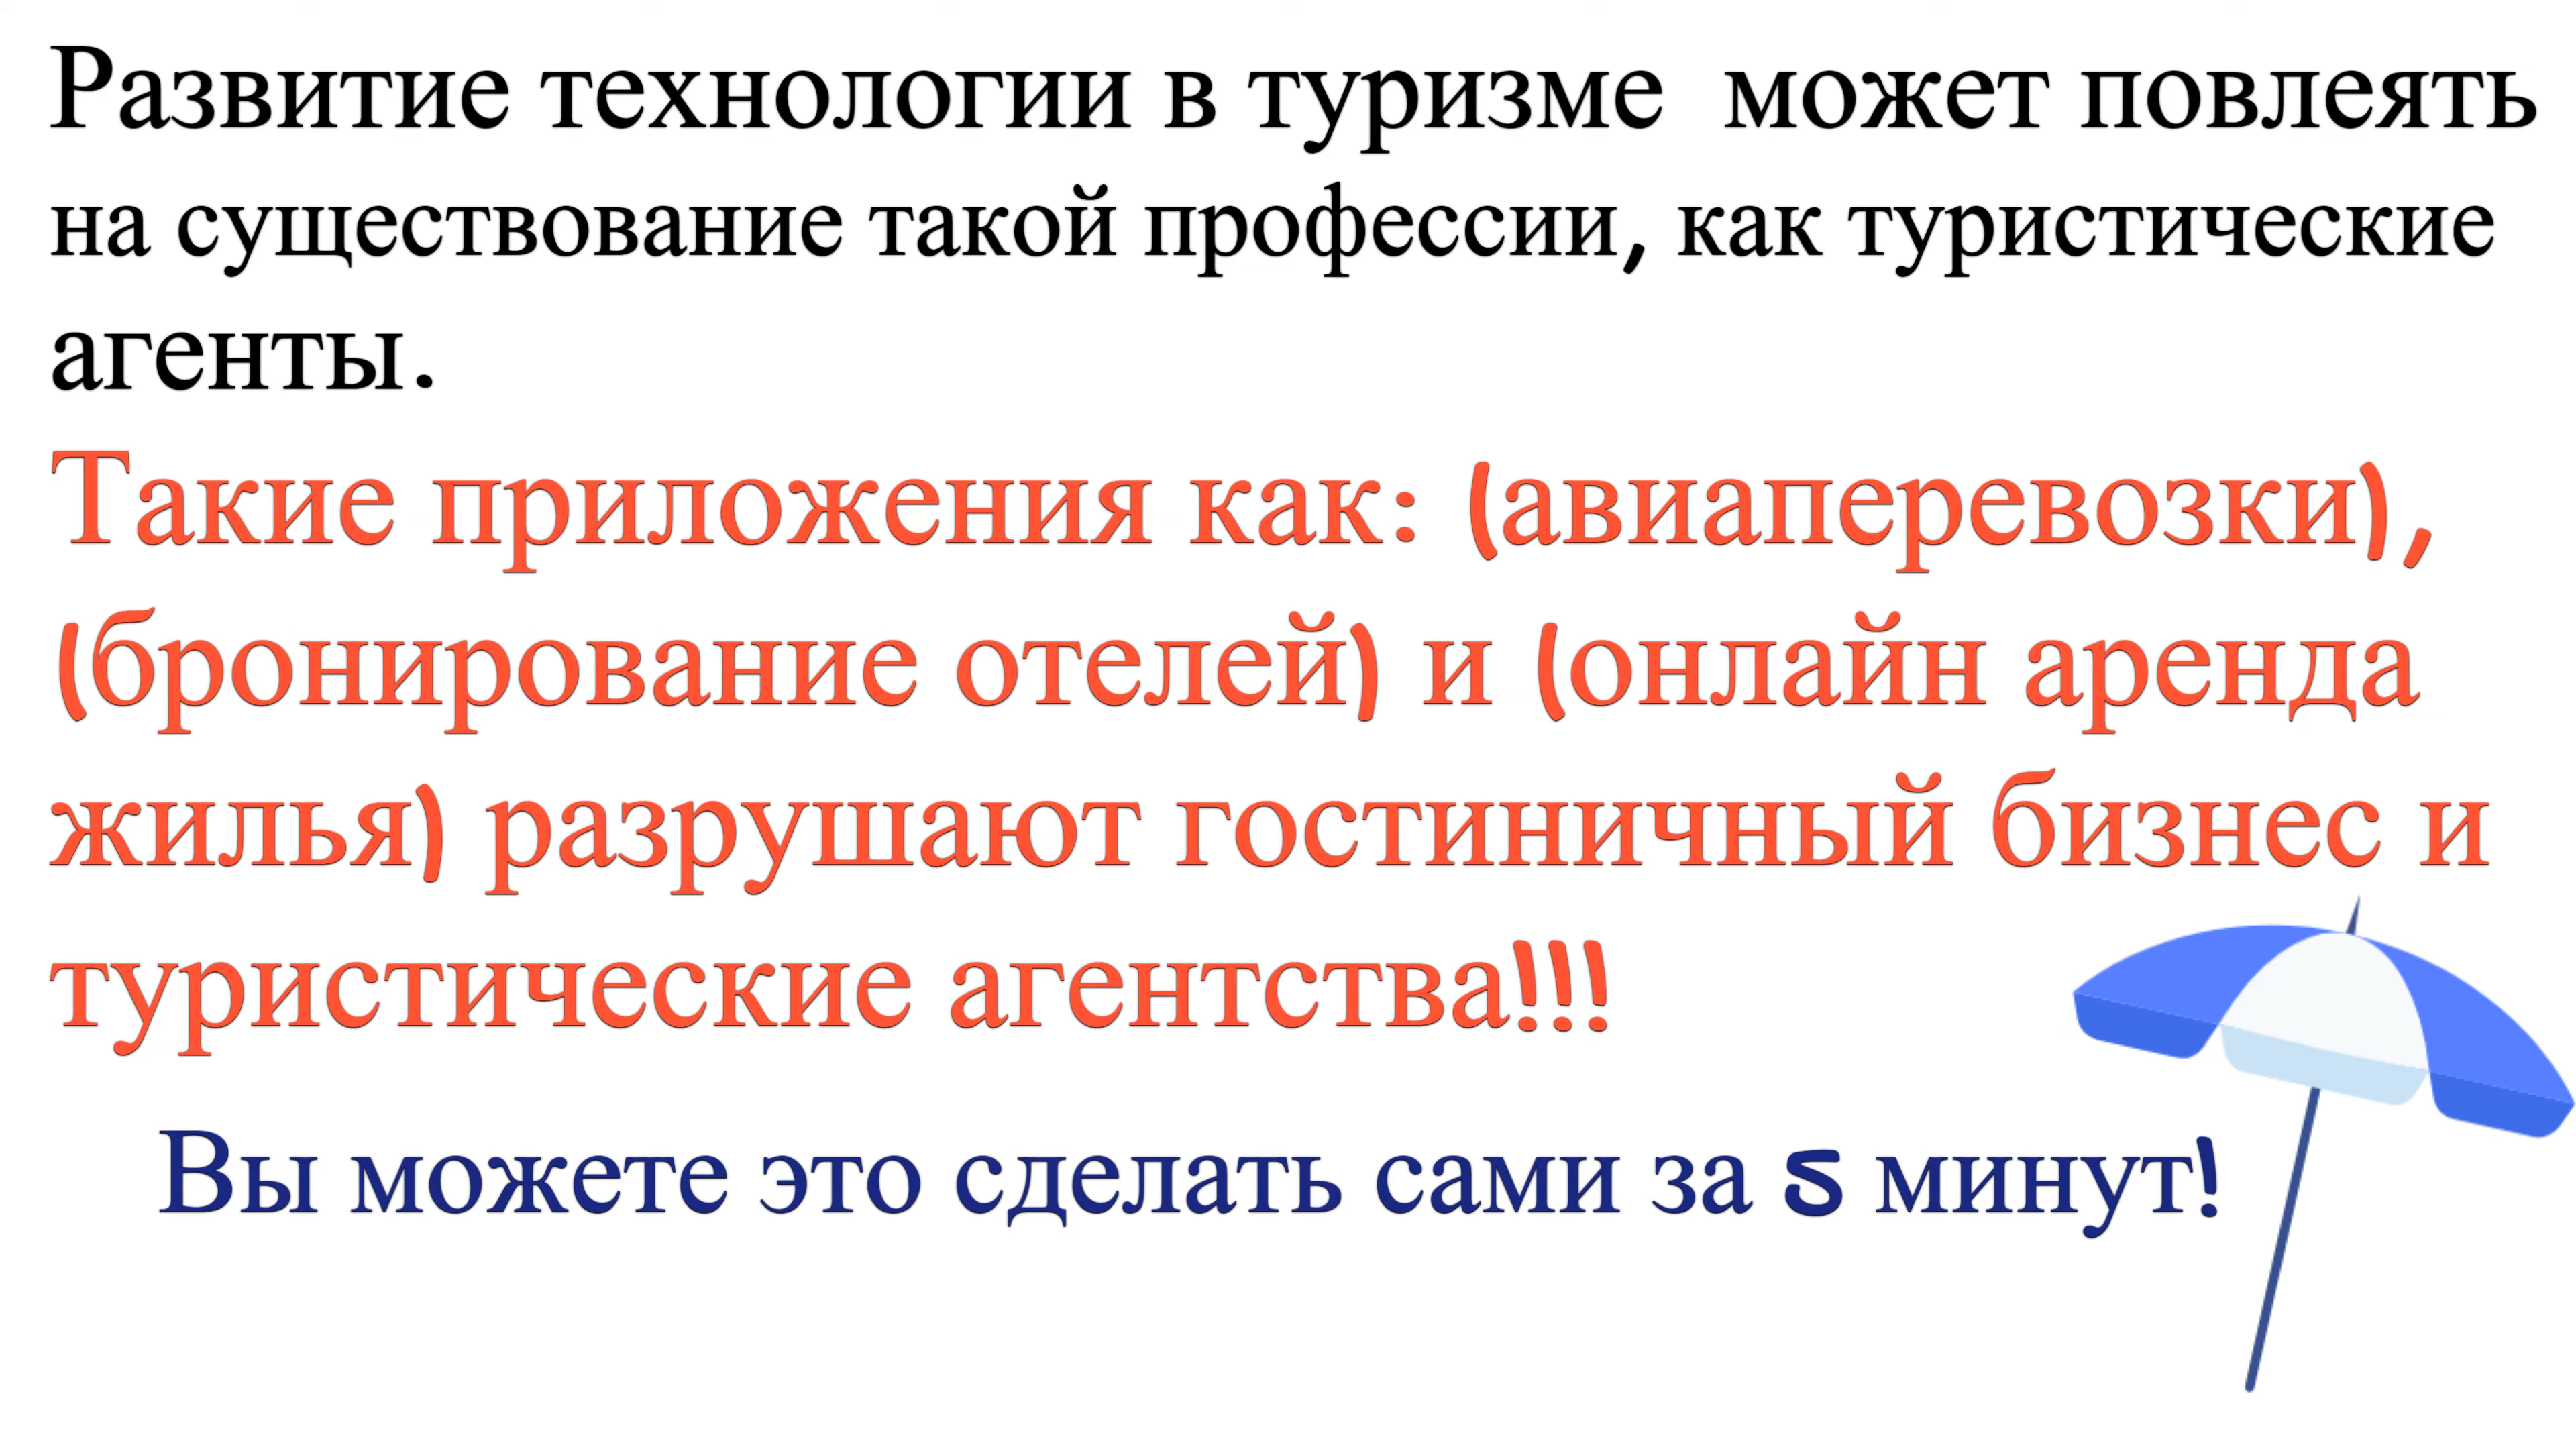 Развитие технологии в туризме  может повлеять
на существование такой профессии, как туристические
агенты.
Такие приложения как: (авиаперевозки),
(бронирование отелей) и (онлайн аренда
жилья) разрушают гостиничный бизнес и
туристические агентства!!!
Вы можете это сделать сами за 5 минут!